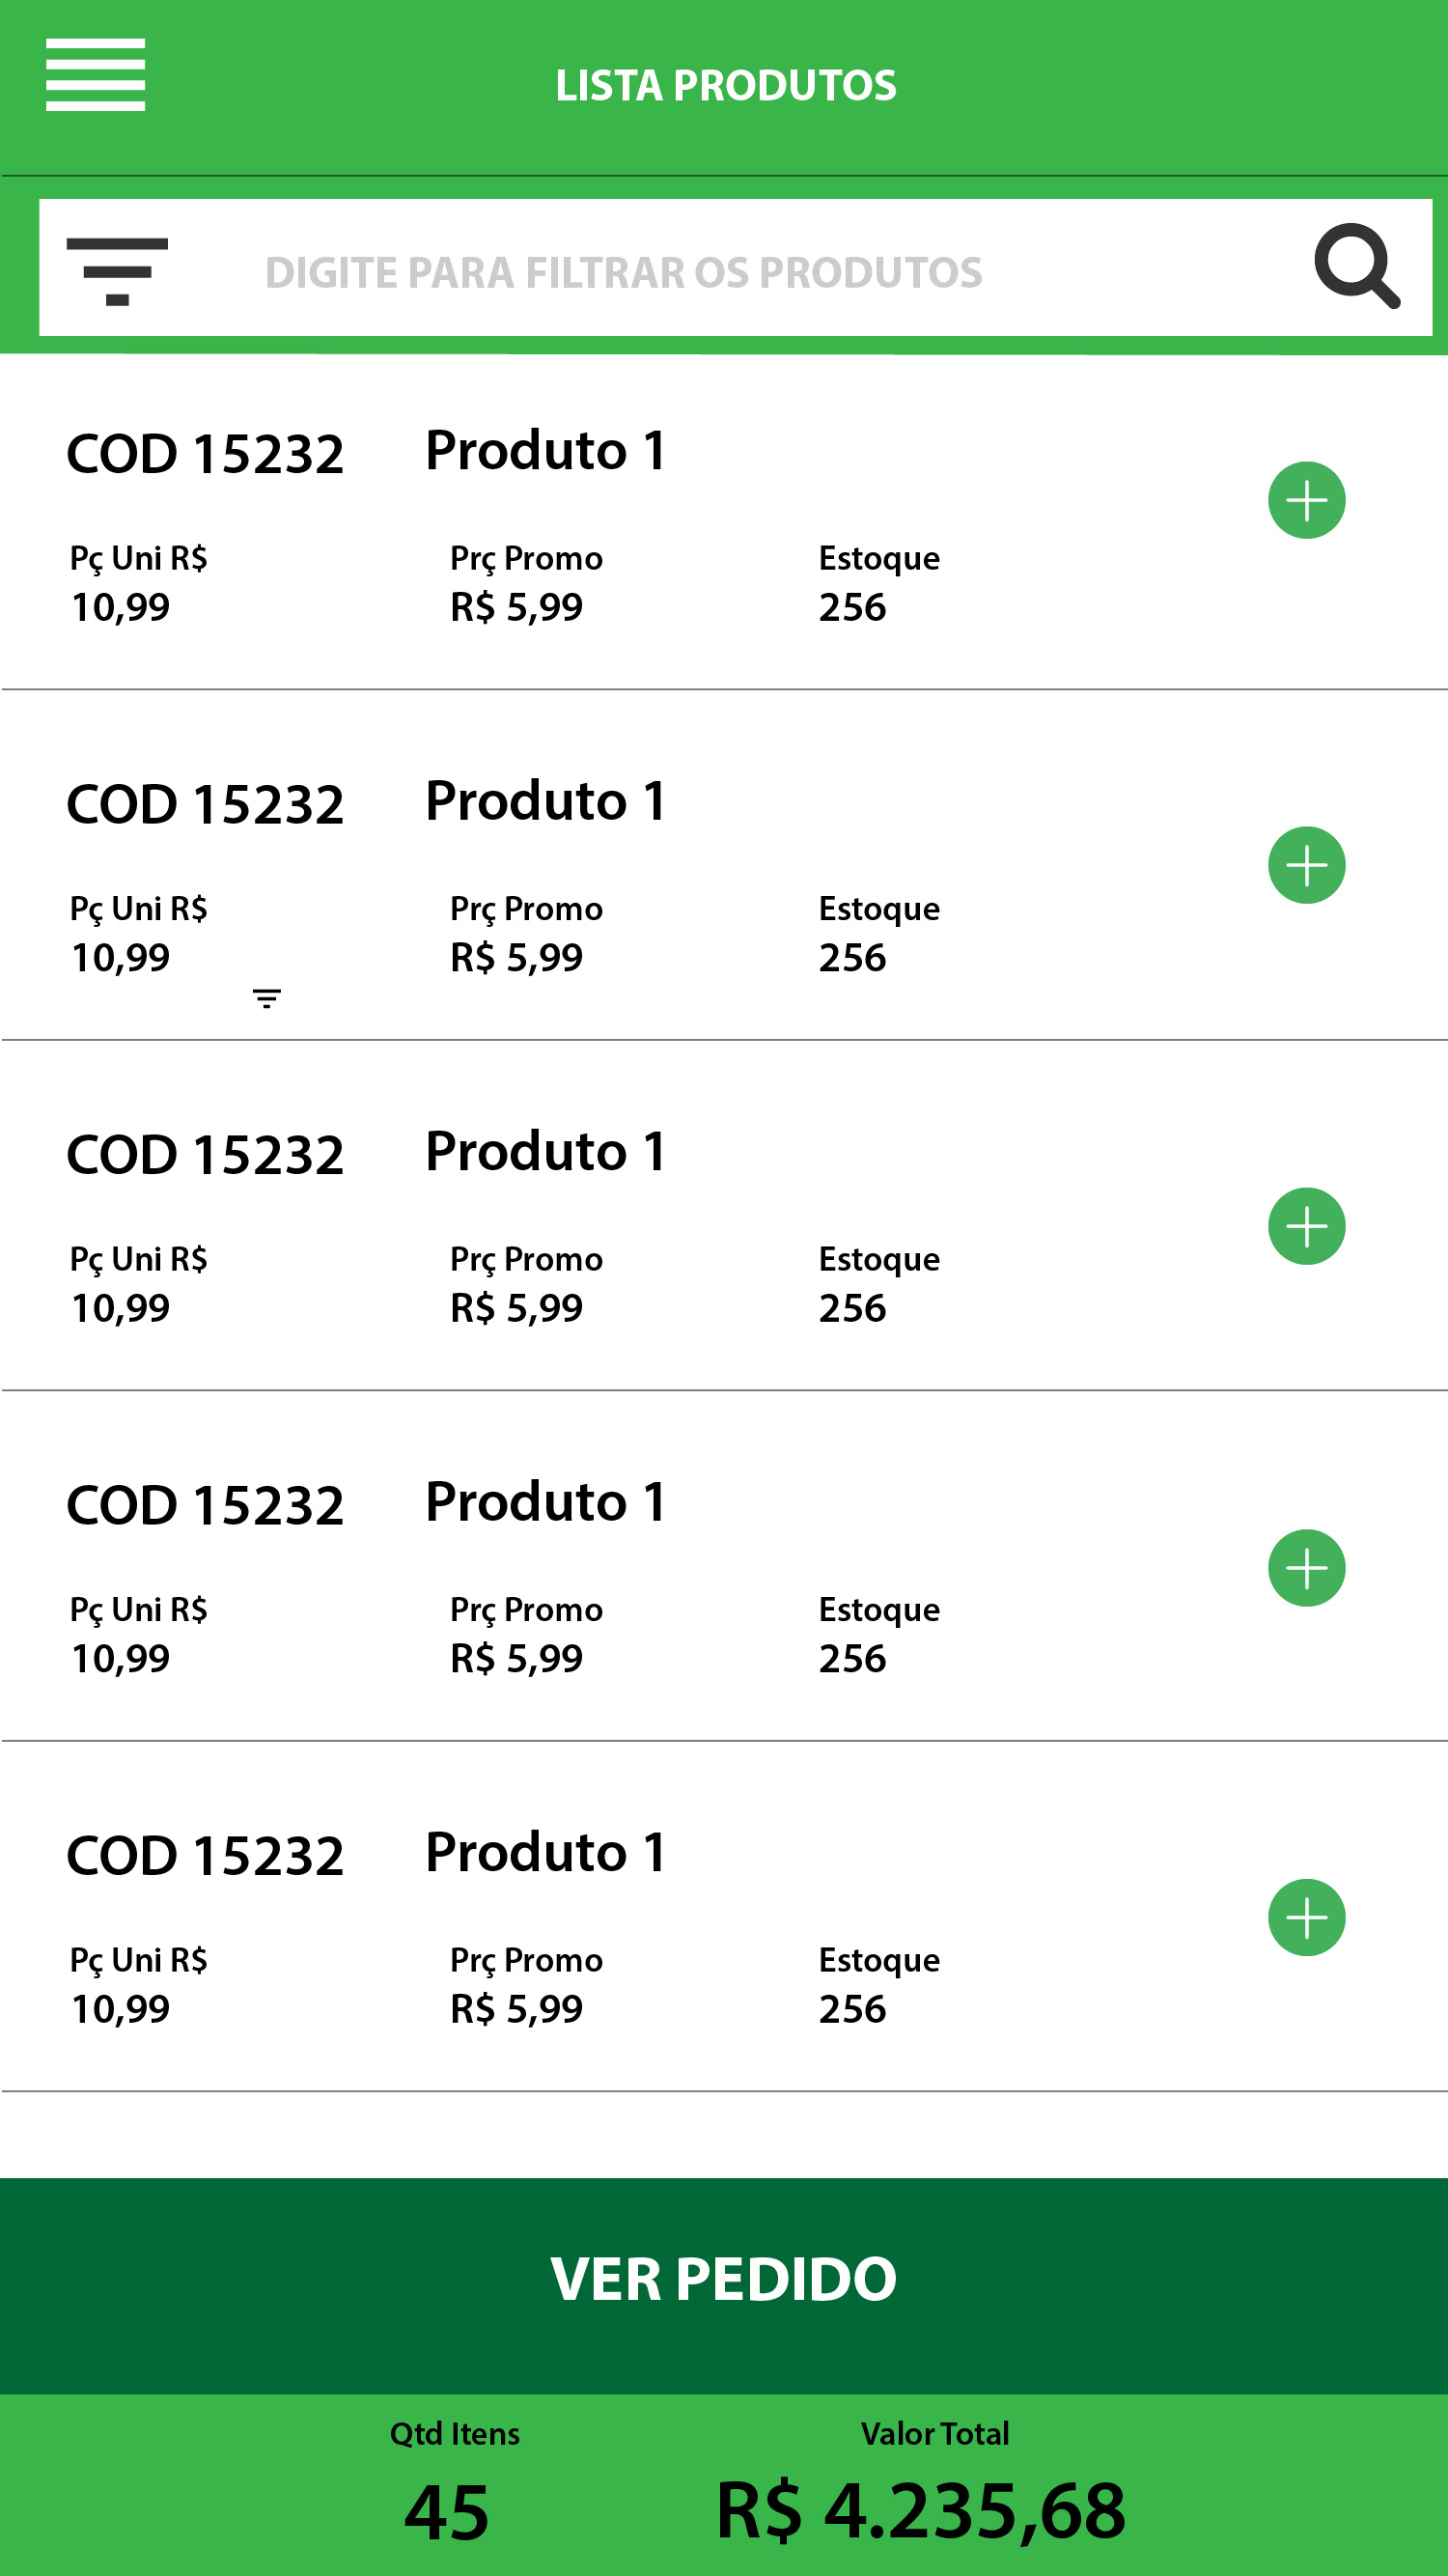 LISTA PRODUTOS
DIGITE PARA FILTRAR OS PRODUTOS
COD 15232 Produto 1
Pç Uni R$ Prç Promo Estoque
10,99 R$ 5,99 256
COD 15232 Produto 1
Pç Uni R$ Prç Promo Estoque
10,99 R$ 5,99 256
COD 15232 Produto 1
Pç Uni R$ Prç Promo Estoque
10,99 R$ 5,99 256
COD 15232 Produto 1
Pç Uni R$ Prç Promo Estoque
10,99 R$ 5,99 256
COD 15232 Produto 1
Pç Uni R$ Prç Promo Estoque
10,99 R$ 5,99 256
VER PEDIDO
Qtd Itens Valor Total
45 R$ 4.235,68